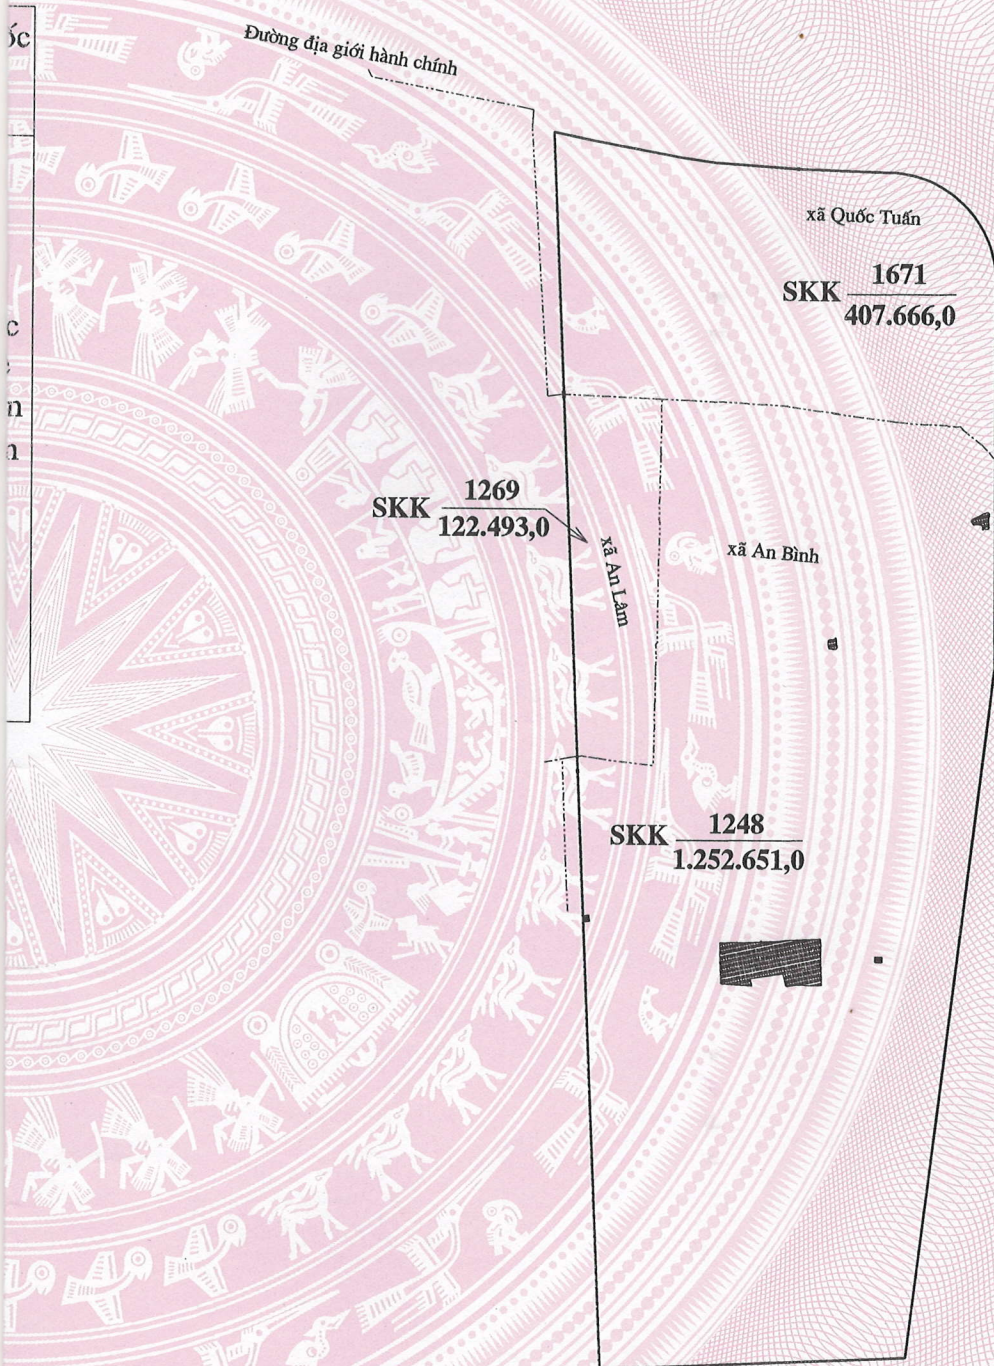 Đường địa giới hành chính
xã Quốc Tuấn
SKK 1671
407.666,0
SKK 1269
122.493,0
xã An Lâm
xã An Bình
SKK 1248
1.252.651,0